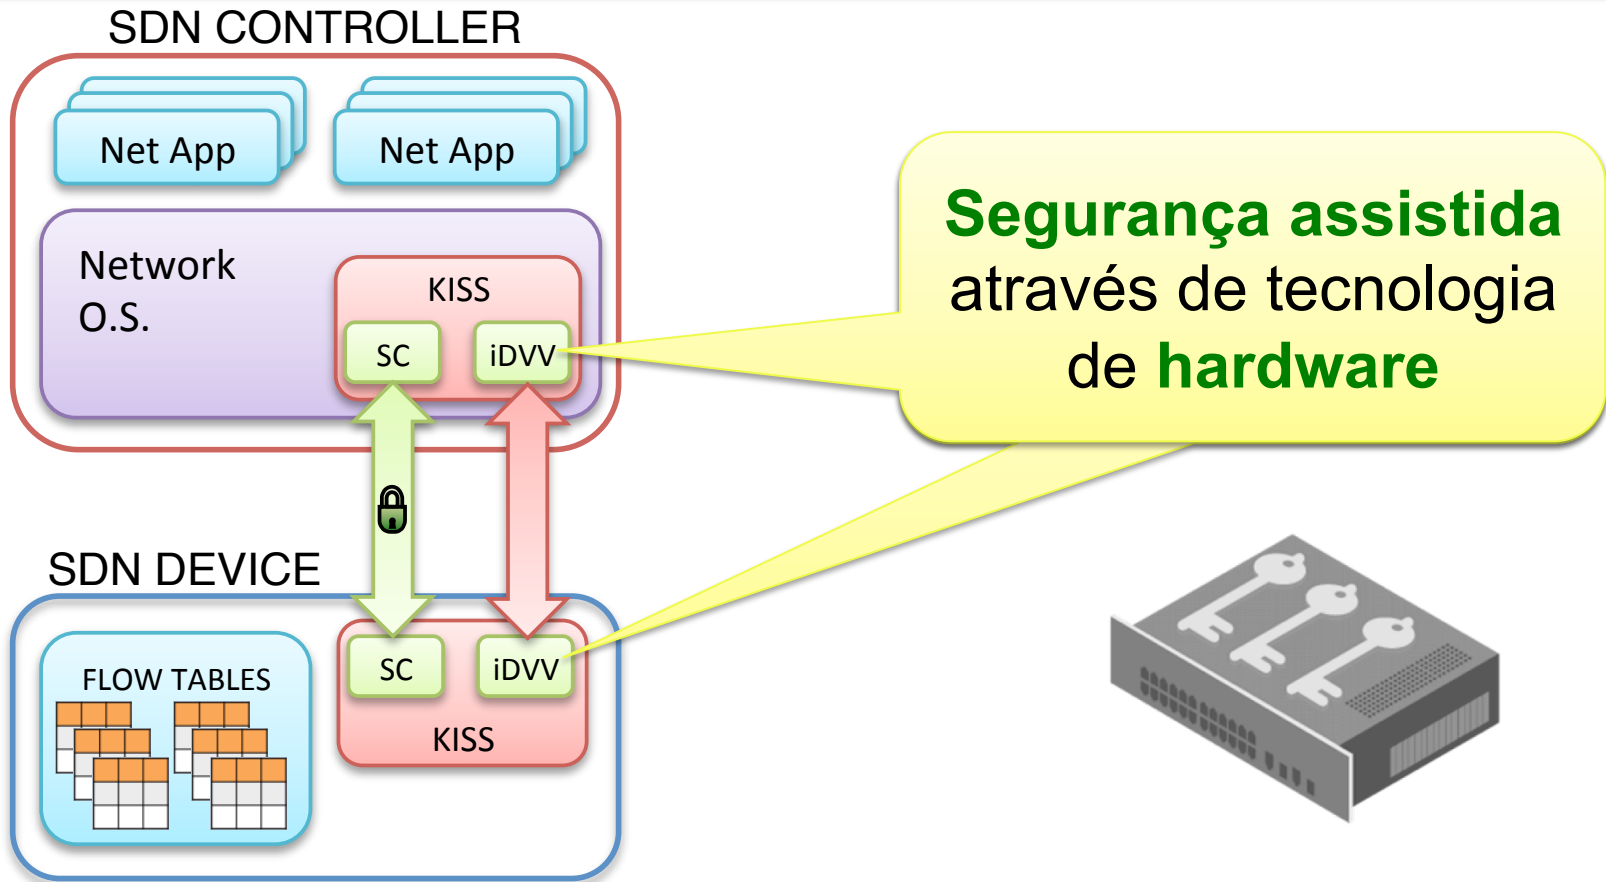 SDN CONTROLLER
Net App
Net App
Network
O.S.
KISS
SC
iDVV
Segurança assistida
através de tecnologia
de hardware
SDN DEVICE
FLOW TABLES
SC
iDVV
KISS